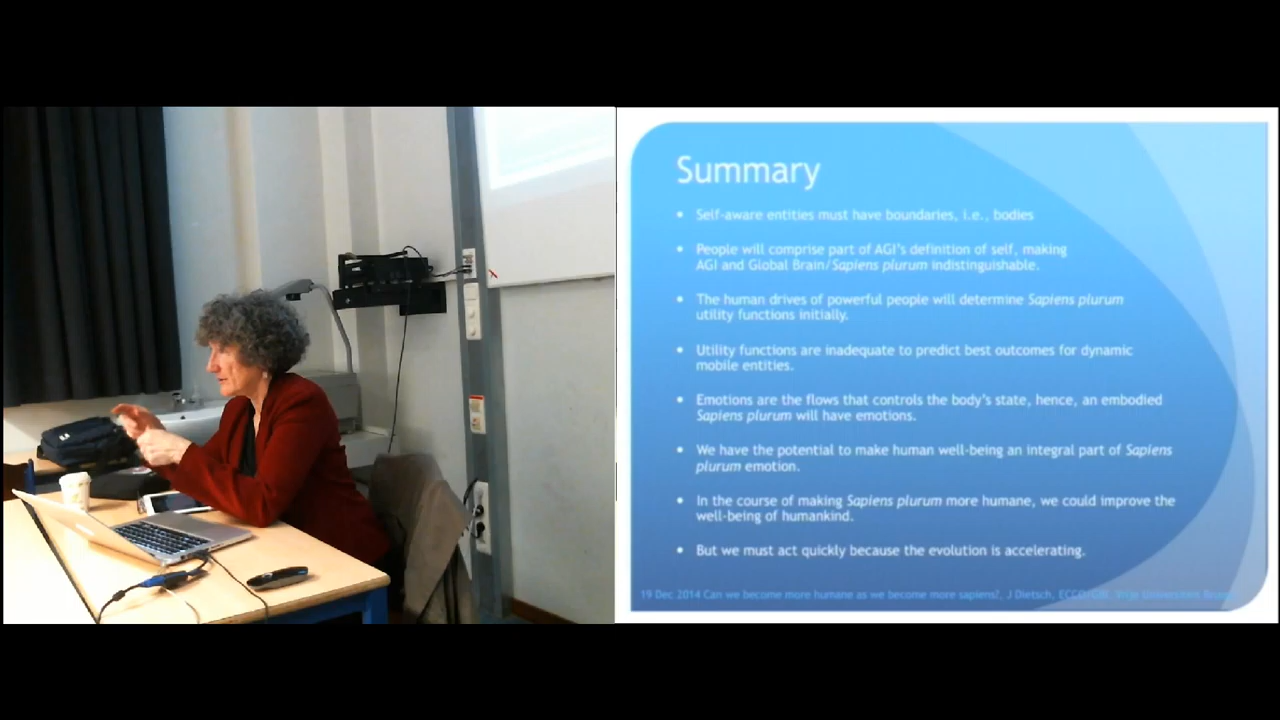 Summary
• Self-aware entities must have boundaries, i.e., bodies
• People will comprise part of AGI's definition of self, making
AGI and Global Brain/Sapiens plurum indistinguishable.
• The human drives of powerful people will determine Sapiens plurum
utility functions initially.
• Utility functions are inadequate to predict best outcomes for dynamic
mobile entities.
• Emotions are the flows that controls the body's state, hence, an embodied
Sapiens plurum will have emotions.
• We have the potential to make human well-being an integral part of Sapiens
plurum emotion.
• In the course of making Sapiens plurum more humane, we could improve the
well-being of humankind.
• But we must act quickly because the evolution is accelerating.
19 Dec 2014 Can we become more humane as we become more sapiens?, J Dietsch,